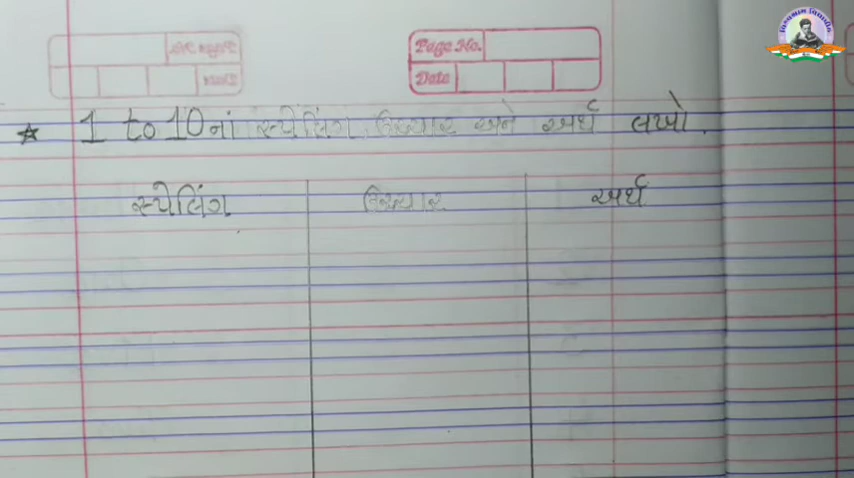 Page No.
Date
★ 1 to 10 નાં સ્પેલિંગ, ઉચ્ચાર અને અર્થ લખો.
સ્પેલિંગ ઉચ્ચાર અર્થ